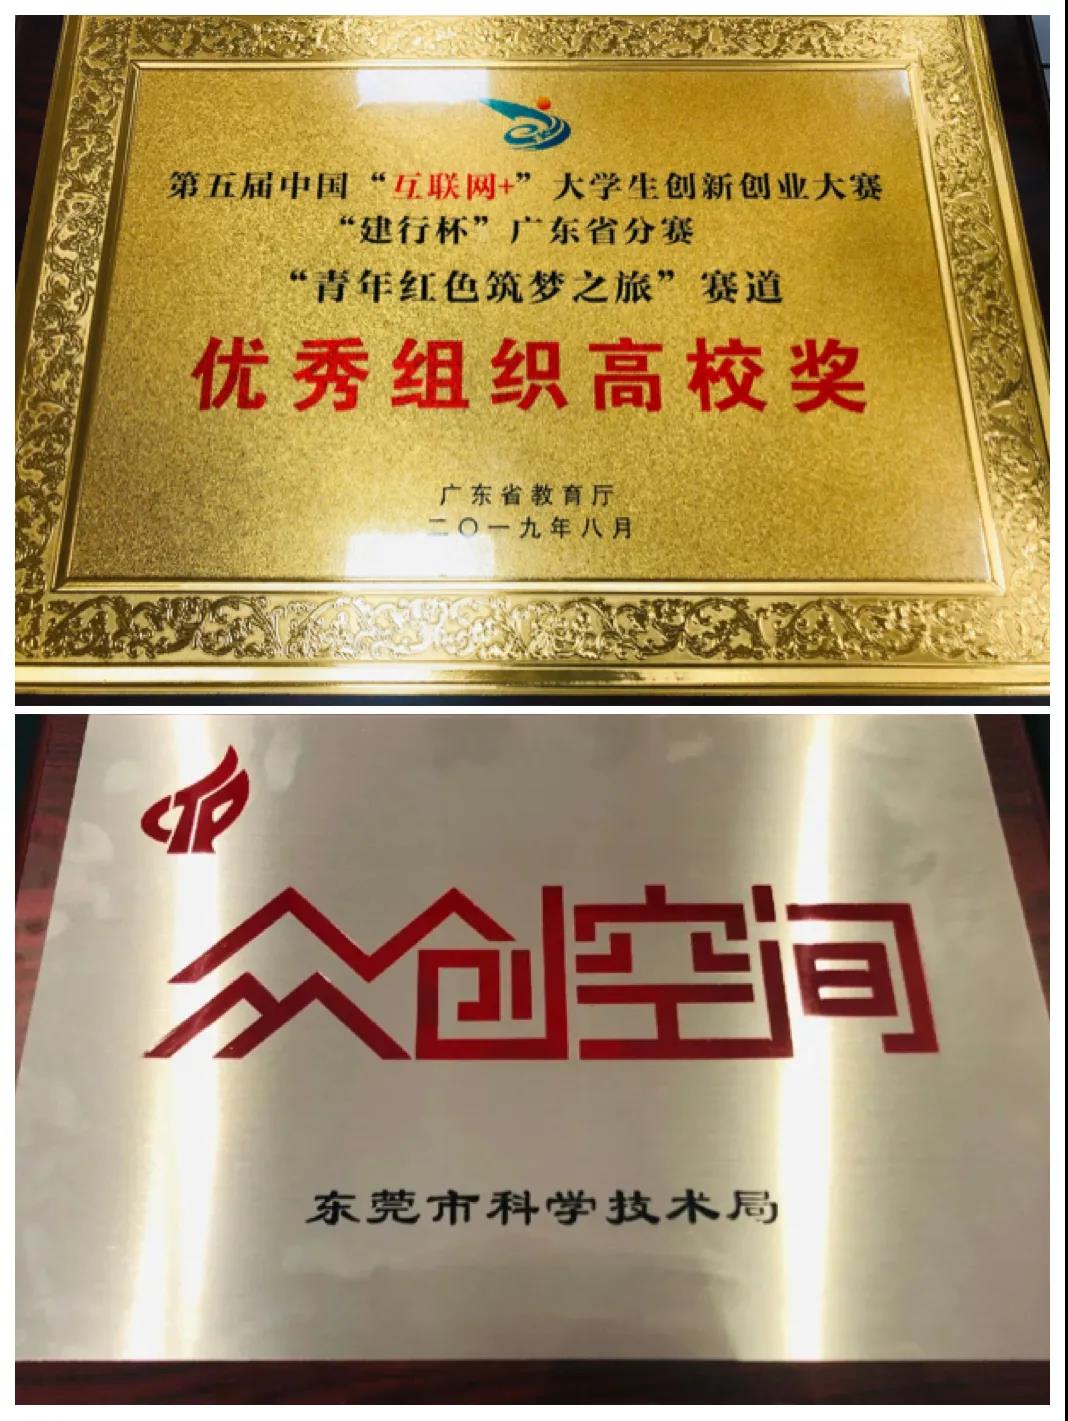 第五届中国“互联网+”大学生创新创业大赛
“建行杯”广东省分赛
“青年红色筑梦之旅”赛道
优秀组织高校奖
广东省教育厅
二〇一九年八月
CTP
众创空间
东莞市科学技术局